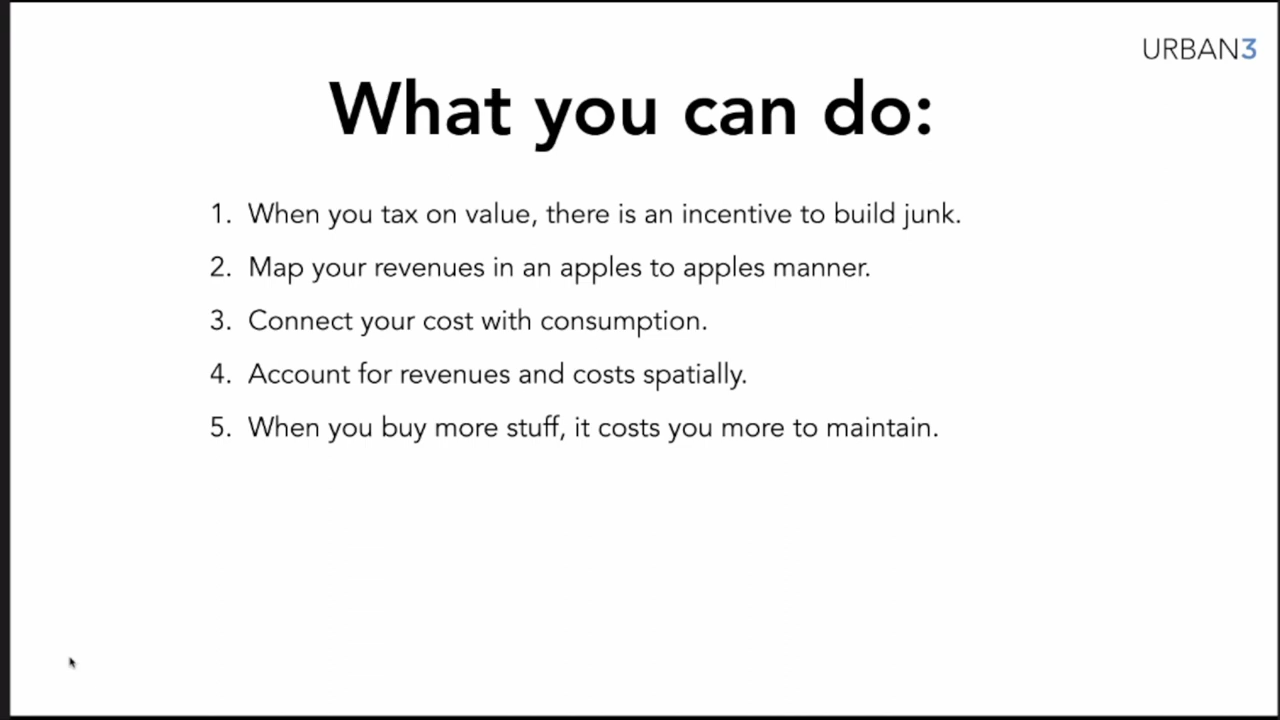 URBAN3
What you can do:
1. When you tax on value, there is an incentive to build junk.
2. Map your revenues in an apples to apples manner.
3. Connect your cost with consumption.
4. Account for revenues and costs spatially.
5. When you buy more stuff, it costs you more to maintain.